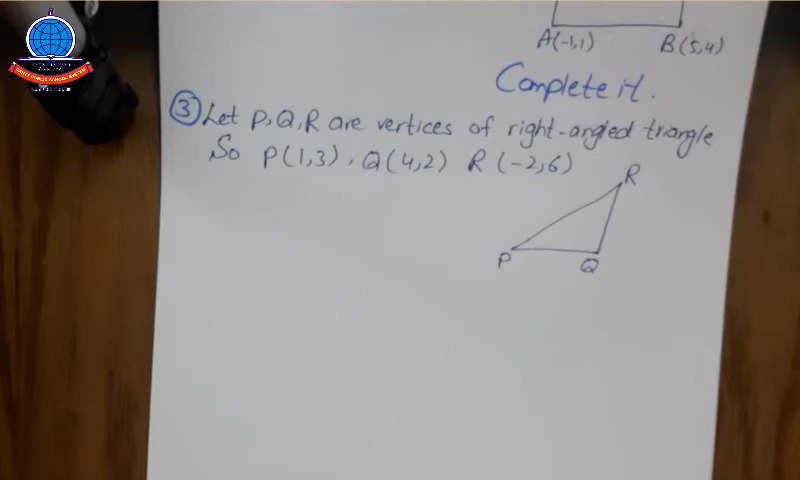 A(-1,1) B(5,4)
Complete it.
③ Let P,Q,R are vertices of right-angled triangle
So P(1,3), Q(4,2) R(-2,6)
R
P
Q